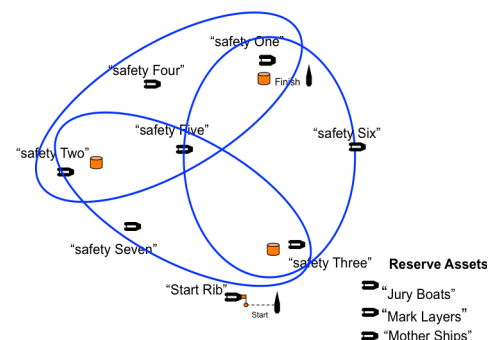 “safety One”
“safety Four”
Finish
“safety Five”
“safety Six”
“safety Two”
“safety Seven”
“safety Three”
Reserve Assets
“Start Rib”
“Jury Boats”
Start
“Mark Layers”
“Mother Ships”